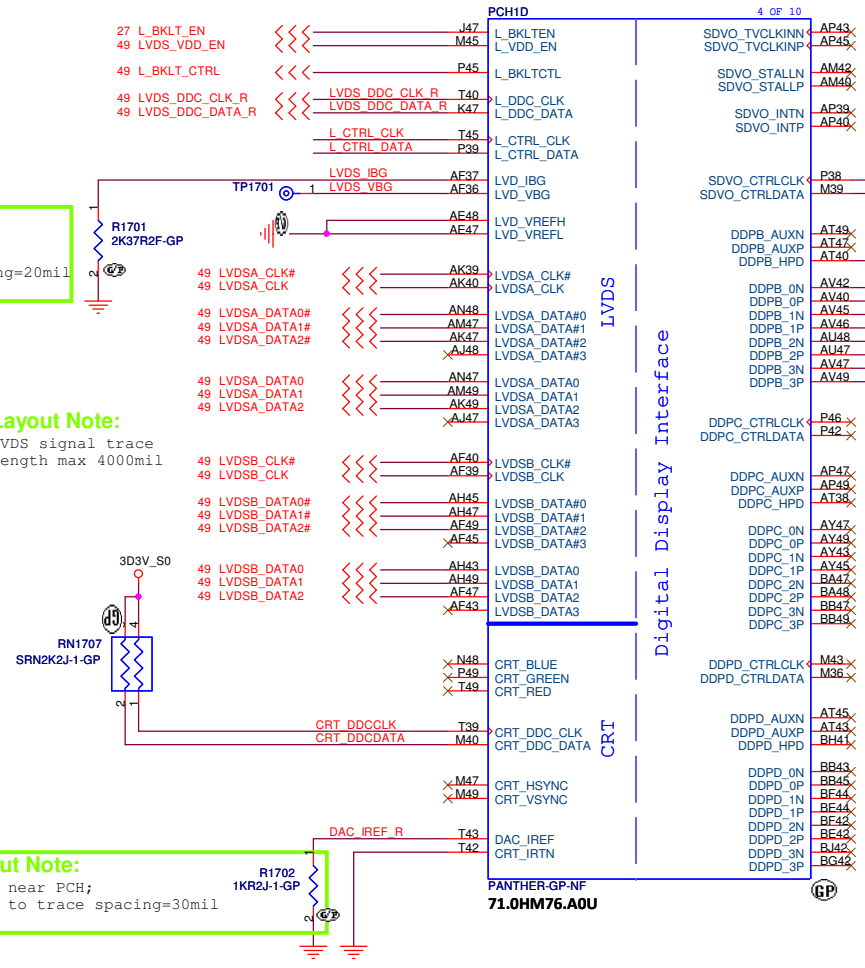 PCH1D
4 OF 10
27 L_BKLT_EN
J47
L_BKLTEN
49 LVDS_VDD_EN
M45
L_VDD_EN
49 L_BKLT_CTRL
P45
L_BKLTCTL
49 LVDS_DDC_CLK_R
LVDS_DDC_CLK_R
T40
L_DDC_CLK
49 LVDS_DDC_DATA_R
LVDS_DDC_DATA_R
K47
L_DDC_DATA
L_CTRL_CLK
T45
L_CTRL_CLK
L_CTRL_DATA
P39
L_CTRL_DATA
LVDS_IBG
AF37
LVD_IBG
TP1701
1
LVDS_VBG
AF36
LVD_VBG
AE48
LVD_VREFH
AE47
LVD_VREFL
1
R1701
2K37R2F-GP
2
ng=20mil
49 LVDSA_CLK#
AK39
LVDSA_CLK#
49 LVDSA_CLK
AK40
LVDSA_CLK
49 LVDSA_DATA0#
AN48
LVDSA_DATA#0
49 LVDSA_DATA1#
AM47
LVDSA_DATA#1
49 LVDSA_DATA2#
AK47
LVDSA_DATA#2
AJ48
LVDSA_DATA#3
49 LVDSA_DATA0
AN47
LVDSA_DATA0
49 LVDSA_DATA1
AM49
LVDSA_DATA1
49 LVDSA_DATA2
AK49
LVDSA_DATA2
AJ47
LVDSA_DATA3
Layout Note:
VDS signal trace
ength max 4000mil
49 LVDSB_CLK#
AF40
LVDSB_CLK#
49 LVDSB_CLK
AF39
LVDSB_CLK
49 LVDSB_DATA0#
AH45
LVDSB_DATA#0
49 LVDSB_DATA1#
AH47
LVDSB_DATA#1
49 LVDSB_DATA2#
AF49
LVDSB_DATA#2
AF45
LVDSB_DATA#3
49 LVDSB_DATA0
AH43
LVDSB_DATA0
49 LVDSB_DATA1
AH49
LVDSB_DATA1
49 LVDSB_DATA2
AF47
LVDSB_DATA2
AF43
LVDSB_DATA3
LVDS
3D3V_S0
GP
4
RN1707
SRN2K2J-1-GP
2
1
N48
CRT_BLUE
P49
CRT_GREEN
T49
CRT_RED
CRT_DDCCLK
T39
CRT_DDC_CLK
CRT_DDCDATA
M40
CRT_DDC_DATA
M47
CRT_HSYNC
M49
CRT_VSYNC
CRT
DAC_IREF_R
T43
DAC_IREF
T42
CRT_IRTN
out Note:
near PCH;
to trace spacing=30mil
1
R1702
1KR2J-1-GP
2
Digital Display Interface
SDVO_TVCLKINN
AP43
SDVO_TVCLKINP
AP45
SDVO_STALLN
AM42
SDVO_STALLP
AM40
SDVO_INTN
AP39
SDVO_INTP
AP40
SDVO_CTRLCLK
P38
SDVO_CTRLDATA
M39
DDPB_AUXN
AT49
DDPB_AUXP
AT47
DDPB_HPD
AT40
DDPB_0N
AV42
DDPB_0P
AV40
DDPB_1N
AV45
DDPB_1P
AV46
DDPB_2N
AU48
DDPB_2P
AU47
DDPB_3N
AV47
DDPB_3P
AV49
DDPC_CTRLCLK
P46
DDPC_CTRLDATA
P42
DDPC_AUXN
AP47
DDPC_AUXP
AP49
DDPC_HPD
AT38
DDPC_0N
AY47
DDPC_0P
AY49
DDPC_1N
AY43
DDPC_1P
AY45
DDPC_2N
BA47
DDPC_2P
BA48
DDPC_3N
BB47
DDPC_3P
BB49
DDPD_CTRLCLK
M43
DDPD_CTRLDATA
M36
DDPD_AUXN
AT45
DDPD_AUXP
AT43
DDPD_HPD
BH41
DDPD_0N
BB43
DDPD_0P
BB45
DDPD_1N
BF44
DDPD_1P
BE44
DDPD_2N
BF42
DDPD_2P
BE42
DDPD_3N
BJ42
DDPD_3P
BG42
PANTHER-GP-NF
71.0HM76.A0U
GP